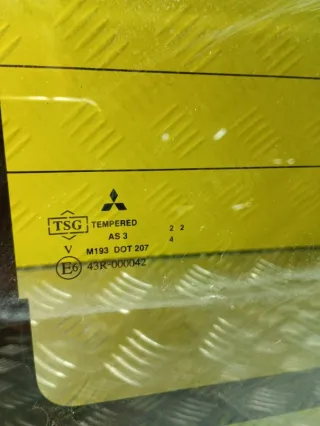 TSG TEMPERED
AS 3
2 2
4
V M193 DOT 207
E6 43R-000042